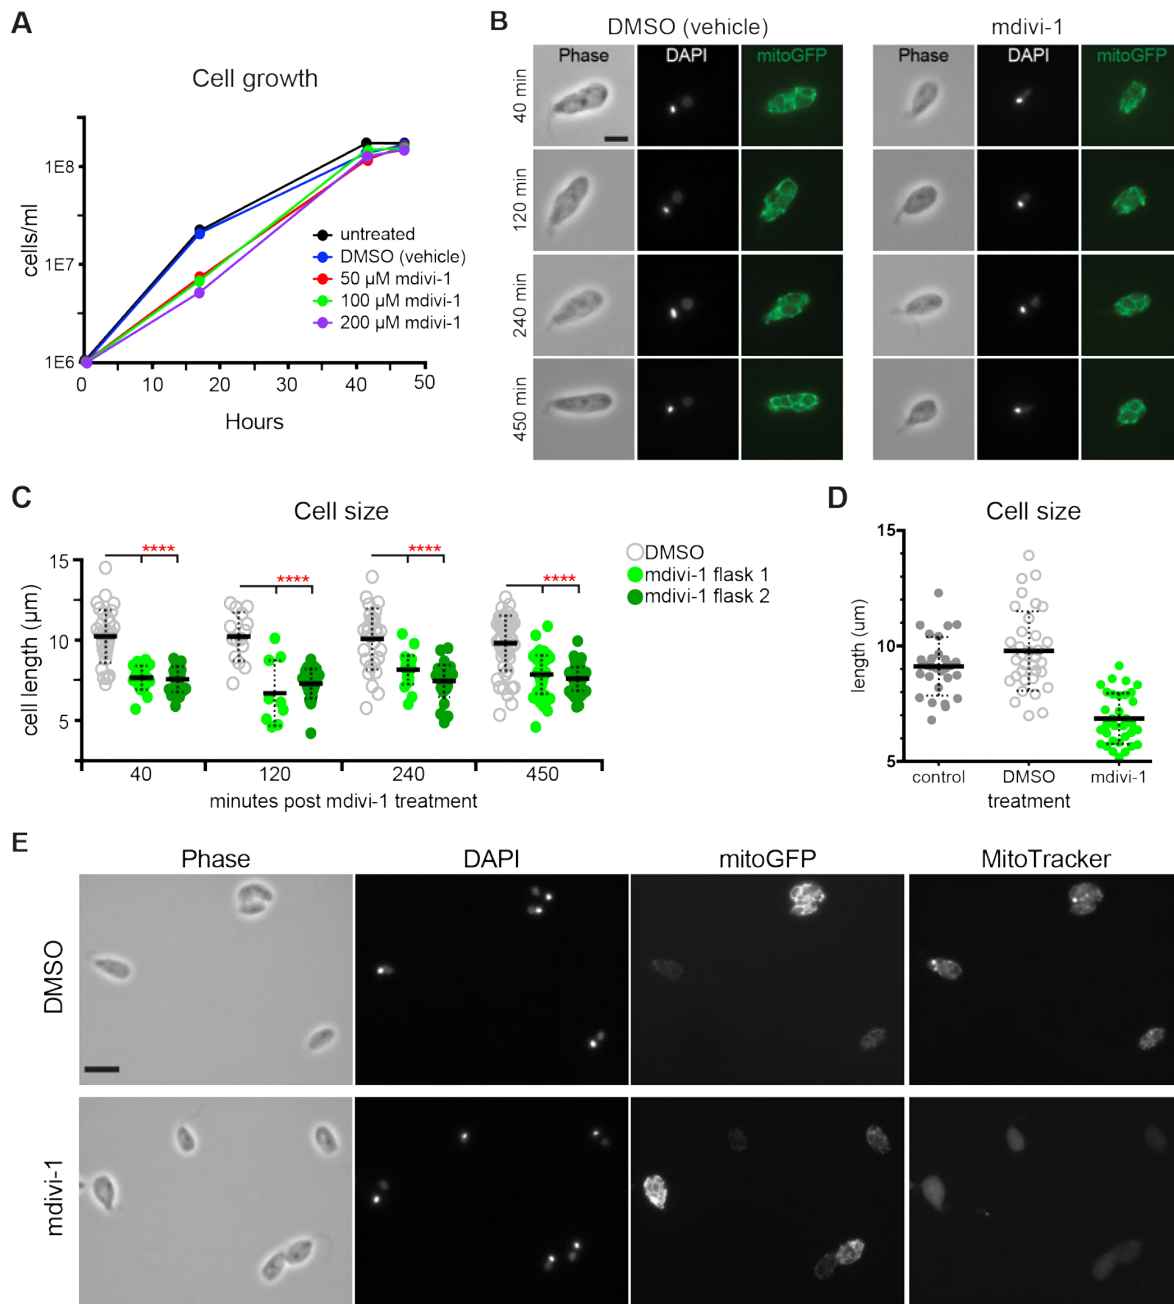 A
Cell growth
cells/ml
1E8
1E7
1E6
0
10
20
30
40
50
Hours
untreated
DMSO (vehicle)
50 µM mdivi-1
100 µM mdivi-1
200 µM mdivi-1
B
DMSO (vehicle)
mdivi-1
Phase
DAPI
mitoGFP
Phase
DAPI
mitoGFP
40 min
120 min
240 min
450 min
C
Cell size
cell length (µm)
15
10
5
****
****
****
****
40
120
240
450
minutes post mdivi-1 treatment
DMSO
mdivi-1 flask 1
mdivi-1 flask 2
D
Cell size
length (um)
15
10
5
control
DMSO
mdivi-1
treatment
E
Phase
DAPI
mitoGFP
MitoTracker
DMSO
mdivi-1